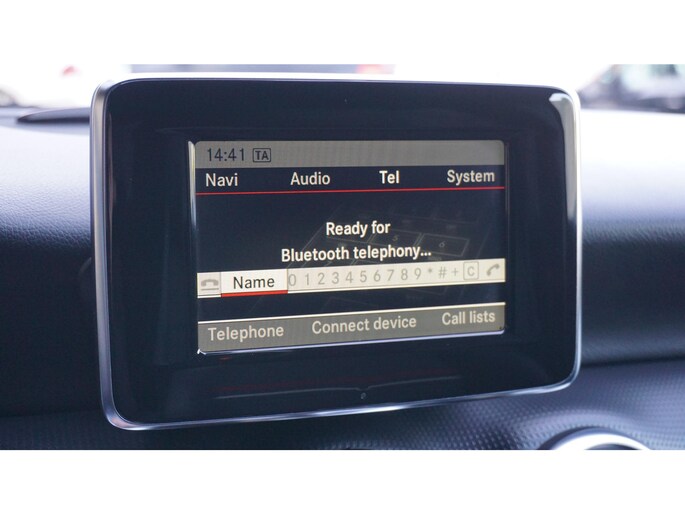 14:41 TA
Navi Audio Tel System
Ready for
Bluetooth telephony...
Name 0 1 2 3 4 5 6 7 8 9 * # + C
Telephone Connect device Call lists